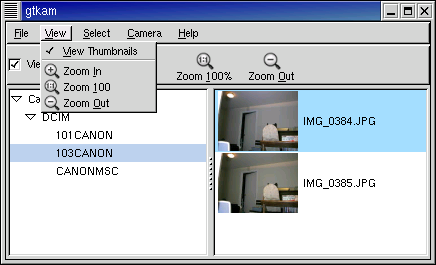 gtkam
File View Select Camera Help
View Thumbnails
Zoom In
Zoom 100
Zoom Out
Vie
Zoom 100%
Zoom Out
Ca
DCIM
101CANON
103CANON
CANONMSC
IMG_0384.JPG
IMG_0385.JPG